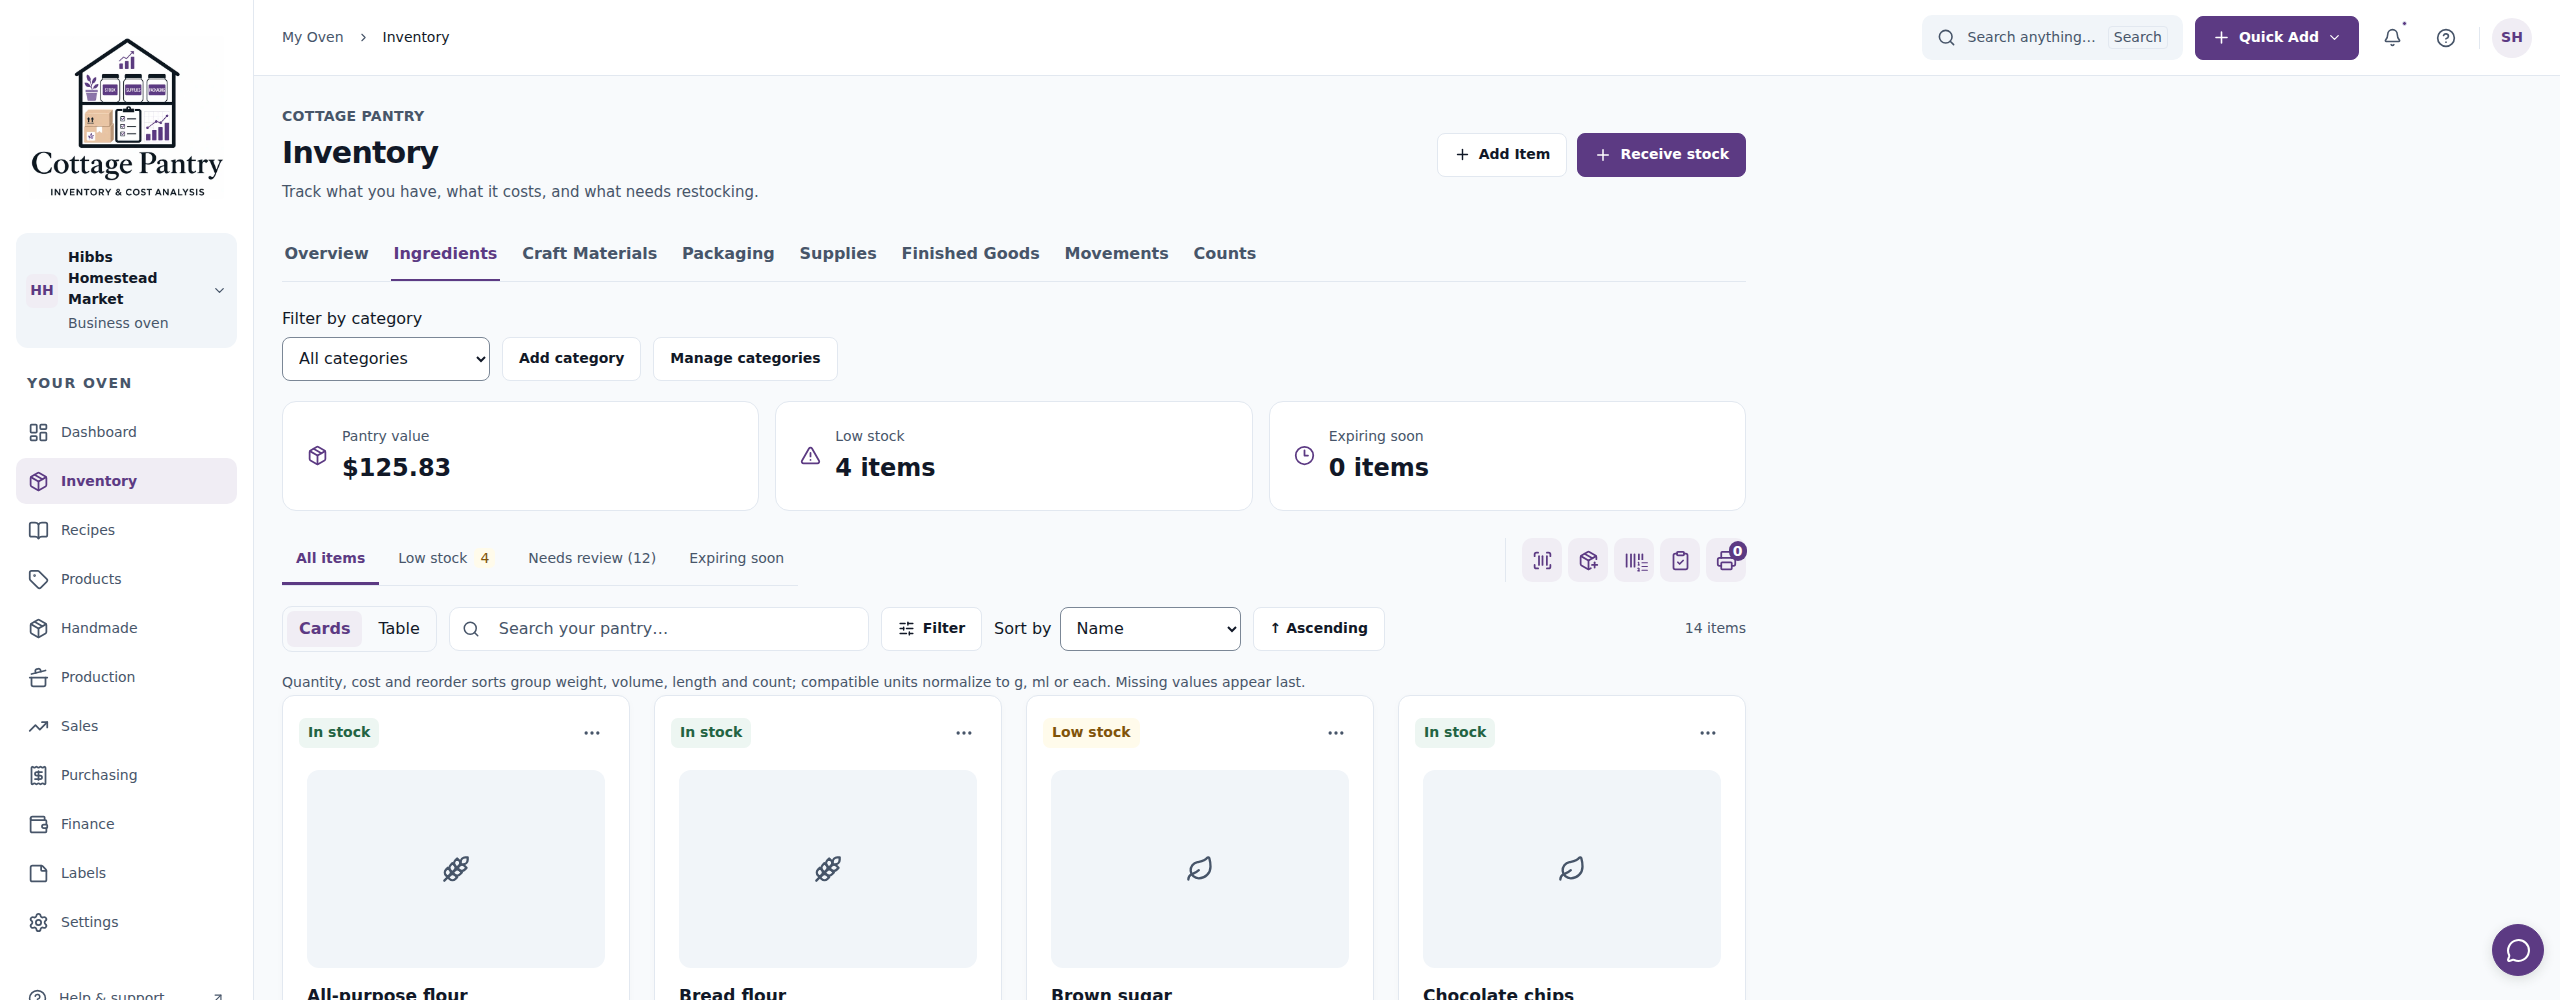 Cottage Pantry
INVENTORY & COST ANALYSIS
HH
Hibbs
Homestead
Market
Business oven
YOUR OVEN
Dashboard
Inventory
Recipes
Products
Handmade
Production
Sales
Purchasing
Finance
Labels
Settings
Help & support
My Oven
Inventory
Search anything...
Search
Quick Add
SH
COTTAGE PANTRY
Inventory
Track what you have, what it costs, and what needs restocking.
Add Item
Receive stock
Overview
Ingredients
Craft Materials
Packaging
Supplies
Finished Goods
Movements
Counts
Filter by category
All categories
Add category
Manage categories
Pantry value
$125.83
Low stock
4 items
Expiring soon
0 items
All items
Low stock 4
Needs review (12)
Expiring soon
0
Cards
Table
Search your pantry...
Filter
Sort by
Name
↑ Ascending
14 items
Quantity, cost and reorder sorts group weight, volume, length and count; compatible units normalize to g, ml or each. Missing values appear last.
In stock
In stock
Low stock
In stock
All-purpose flour
Bread flour
Brown sugar
Chocolate chips